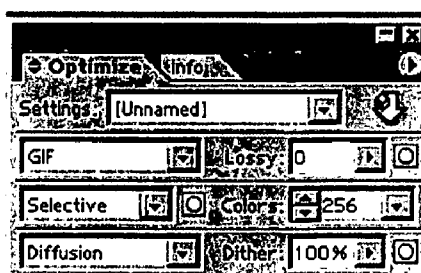 Optimize Info
Settings: [Unnamed]
GIF Lossy: 0
Selective Colors: 256
Diffusion Dither: 100%